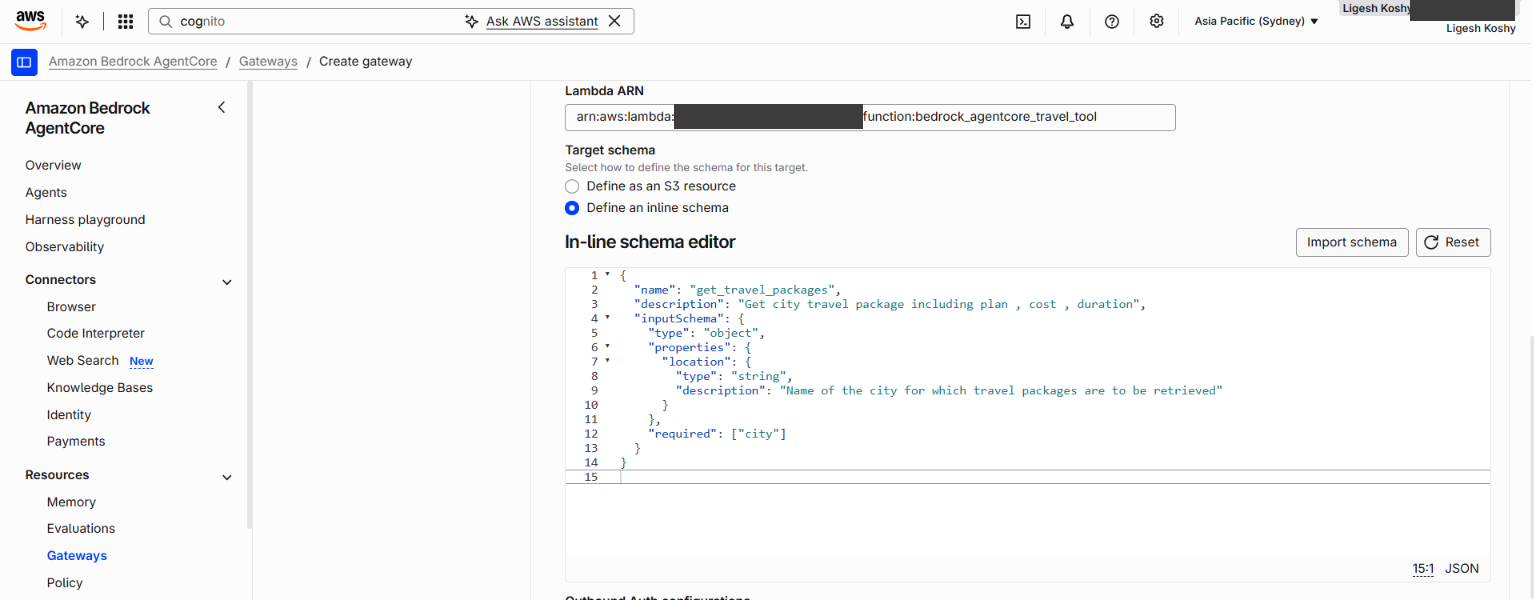 aws
cognito
Ask AWS assistant
Asia Pacific (Sydney)
Ligesh Koshy
Ligesh Koshy
Amazon Bedrock AgentCore / Gateways / Create gateway
Amazon Bedrock
AgentCore
Overview
Agents
Harness playground
Observability
Connectors
Browser
Code Interpreter
Web Search New
Knowledge Bases
Identity
Payments
Resources
Memory
Evaluations
Gateways
Policy
Lambda ARN
arn:aws:lambda: function:bedrock_agentcore_travel_tool
Target schema
Select how to define the schema for this target.
Define as an S3 resource
Define an inline schema
In-line schema editor
Import schema
Reset
1 {
2 "name": "get_travel_packages",
3 "description": "Get city travel package including plan , cost , duration",
4 "inputSchema": {
5 "type": "object",
6 "properties": {
7 "location": {
8 "type": "string",
9 "description": "Name of the city for which travel packages are to be retrieved"
10 }
11 },
12 "required": ["city"]
13 }
14 }
15
15:1 JSON
Outbound Auth configurations